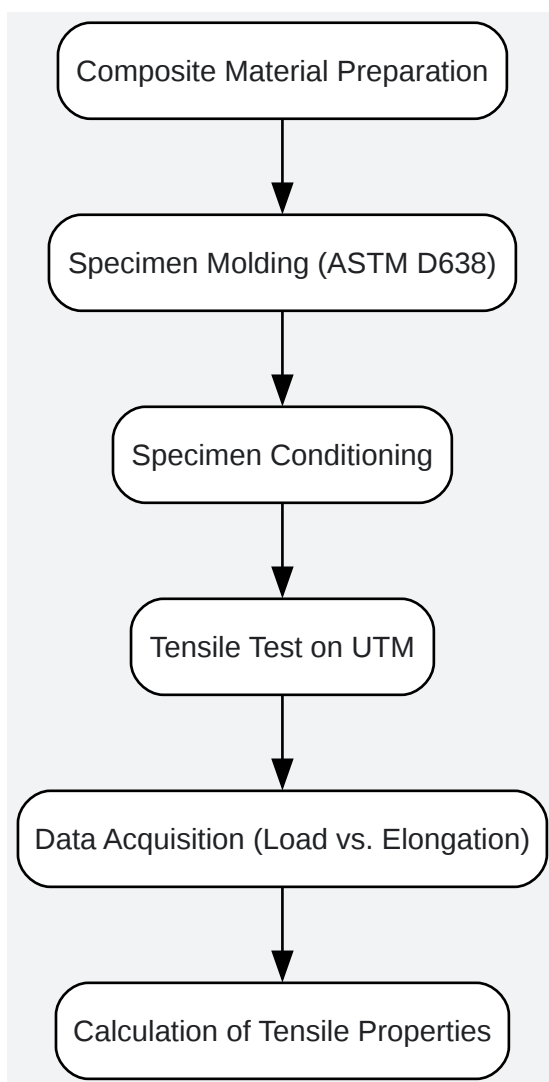 Composite Material Preparation
Specimen Molding (ASTM D638)
Specimen Conditioning
Tensile Test on UTM
Data Acquisition (Load vs. Elongation)
Calculation of Tensile Properties